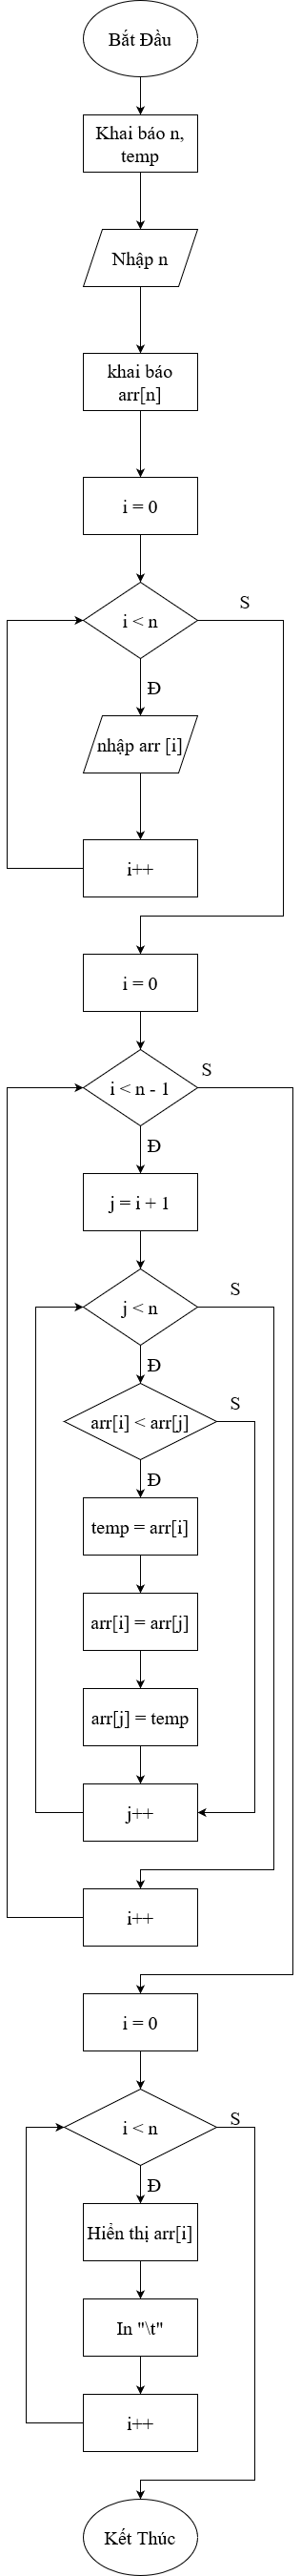 Bắt Đầu
Khai báo n,
temp
Nhập n
khai báo
arr[n]
i = 0
i < n
S
Đ
nhập arr [i]
i++
i = 0
i < n - 1
S
Đ
j = i + 1
j < n
S
Đ
arr[i] < arr[j]
S
Đ
temp = arr[i]
arr[i] = arr[j]
arr[j] = temp
j++
i++
i = 0
i < n
S
Đ
Hiển thị arr[i]
In "\t"
i++
Kết Thúc